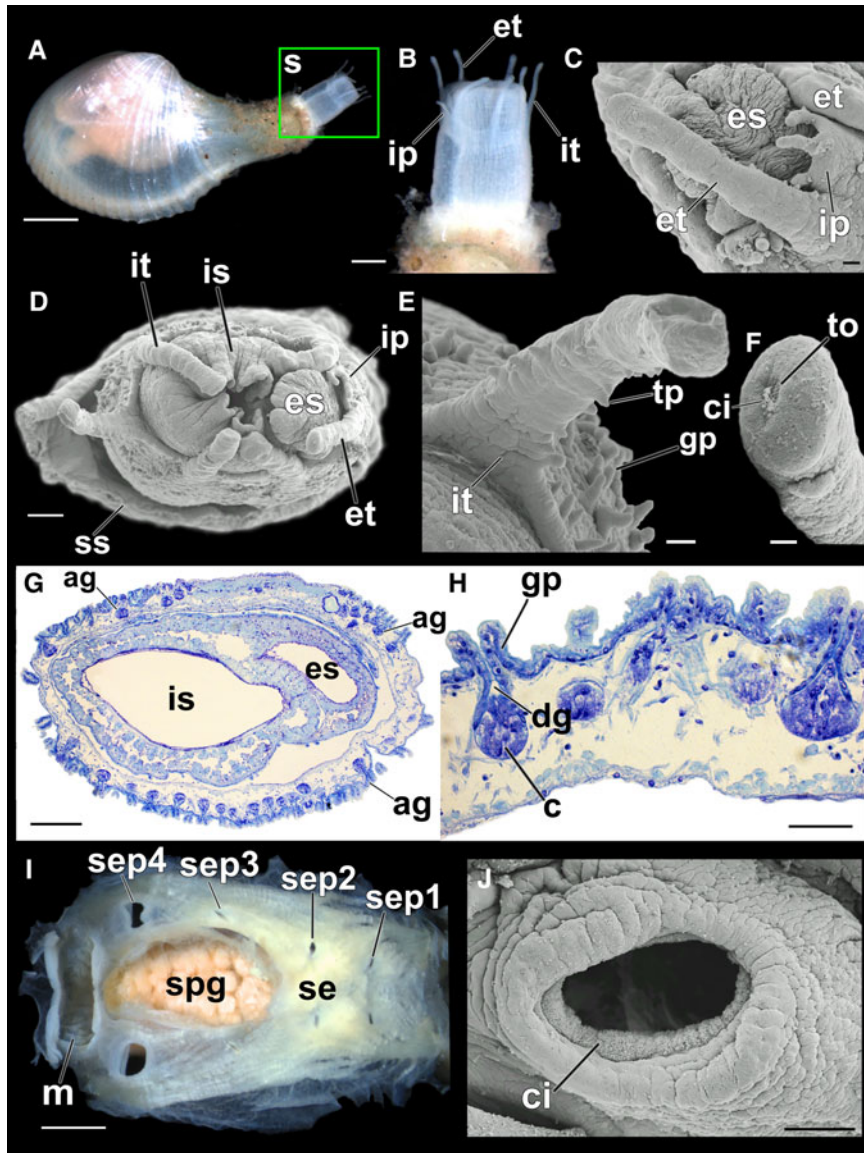 A
s
B
et
ip
it
C
es
et
et
ip
D
it
is
ip
es
et
ss
E
tp
gp
it
F
to
ci
G
ag
ag
es
is
ag
H
gp
dg
c
I
sep4
sep3
sep2
sep1
spg
se
m
J
ci